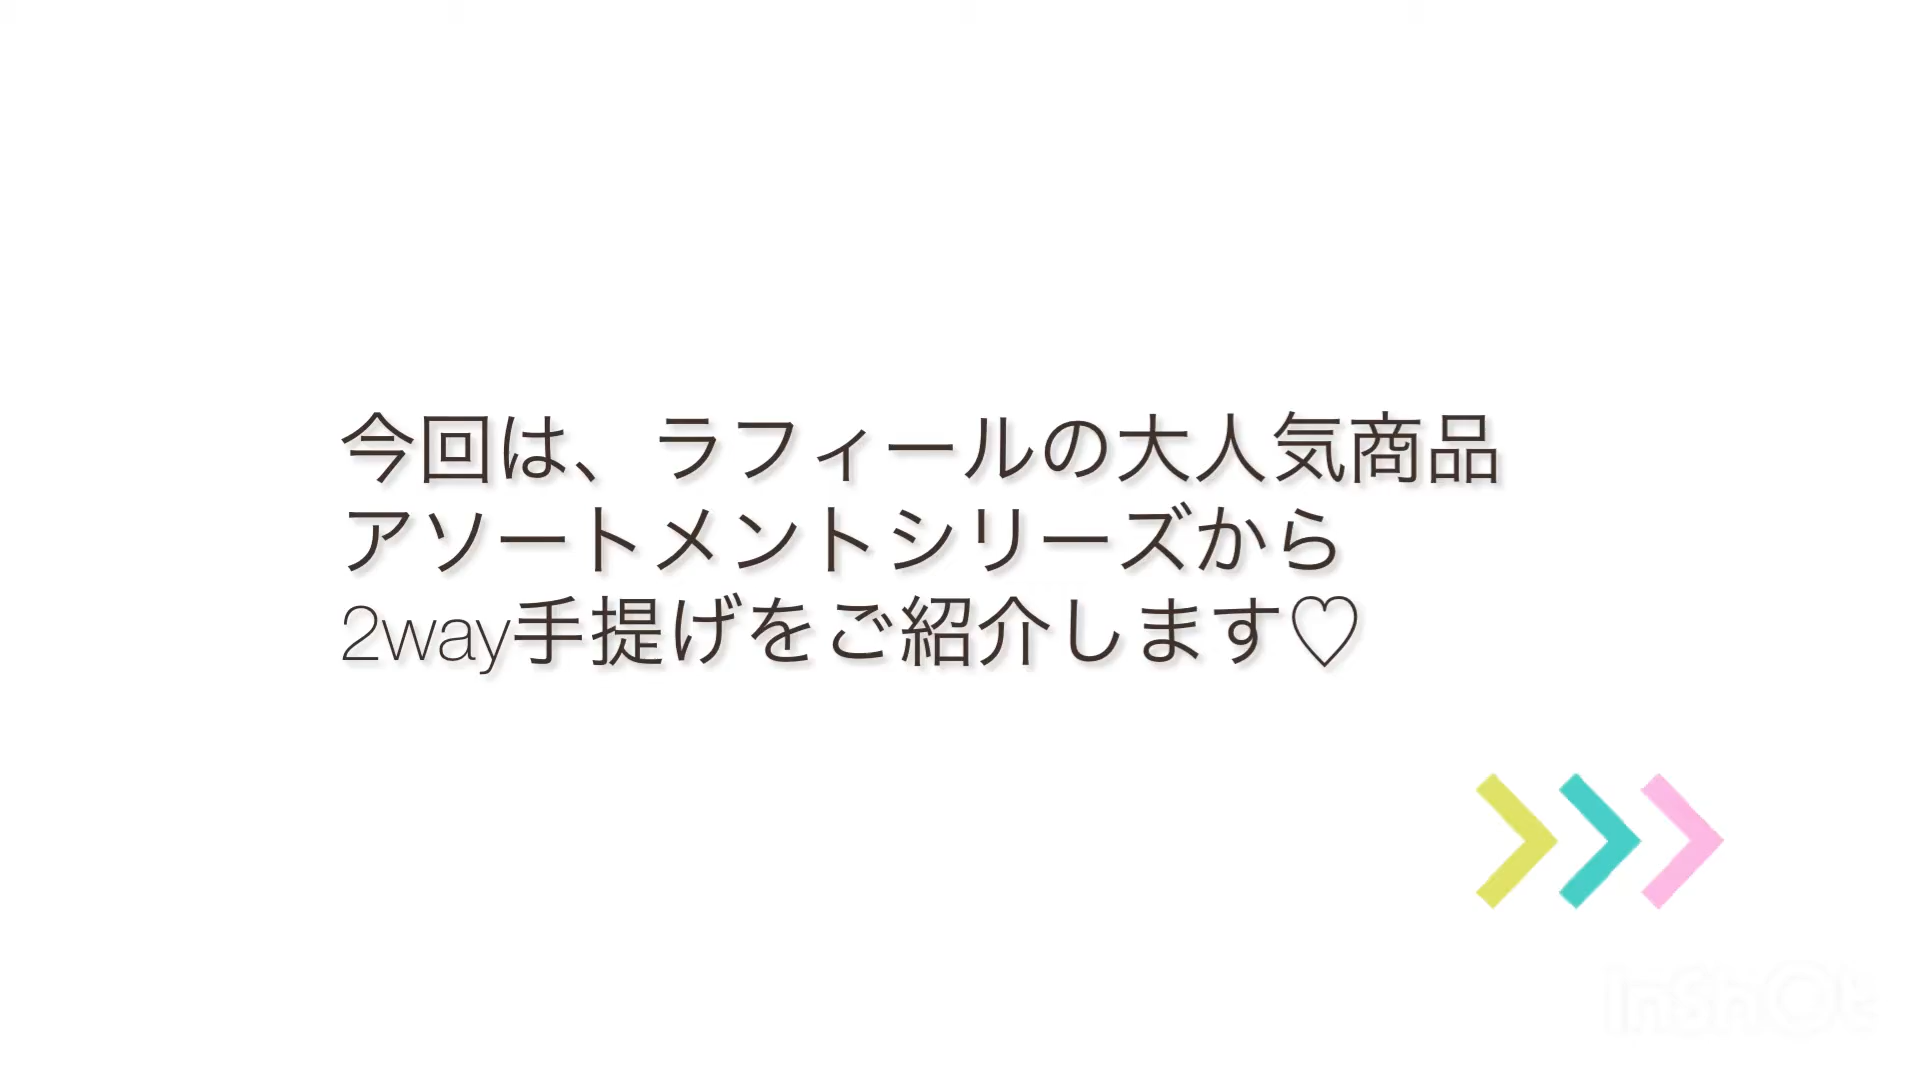 今回は、ラフィールの大人気商品
アソートメントシリーズから
2way手提げをご紹介します♡
InShOt